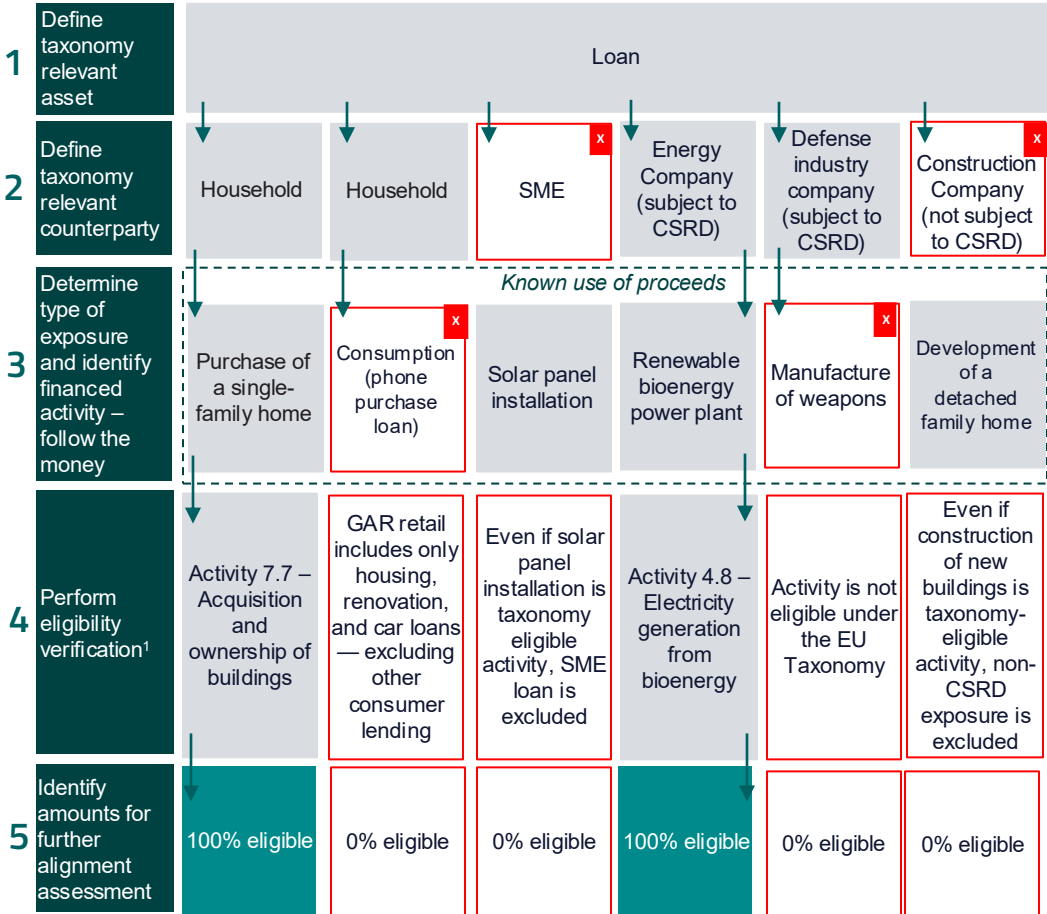 1
Define
taxonomy
relevant
asset
Loan
2
Define
taxonomy
relevant
counterparty
Household
Household
X
SME
Energy
Company
(subject to
CSRD)
Defense
industry
company
(subject to
CSRD)
X
Construction
Company
(not subject
to CSRD)
3
Determine
type of
exposure
and identify
financed
activity –
follow the
money
Known use of proceeds
Purchase of
a single-
family home
X
Consumption
(phone
purchase
loan)
Solar panel
installation
Renewable
bioenergy
power plant
X
Manufacture
of weapons
Development
of a
detached
family home
4
Perform
eligibility
verification¹
Activity 7.7 –
Acquisition
and
ownership of
buildings
GAR retail
includes only
housing,
renovation,
and car loans
— excluding
other
consumer
lending
Even if solar
panel
installation is
taxonomy
eligible
activity, SME
loan is
excluded
Activity 4.8 –
Electricity
generation
from
bioenergy
Activity is not
eligible under
the EU
Taxonomy
Even if
construction
of new
buildings is
taxonomy-
eligible
activity, non-
CSRD
exposure is
excluded
5
Identify
amounts for
further
alignment
assessment
100% eligible
0% eligible
0% eligible
100% eligible
0% eligible
0% eligible